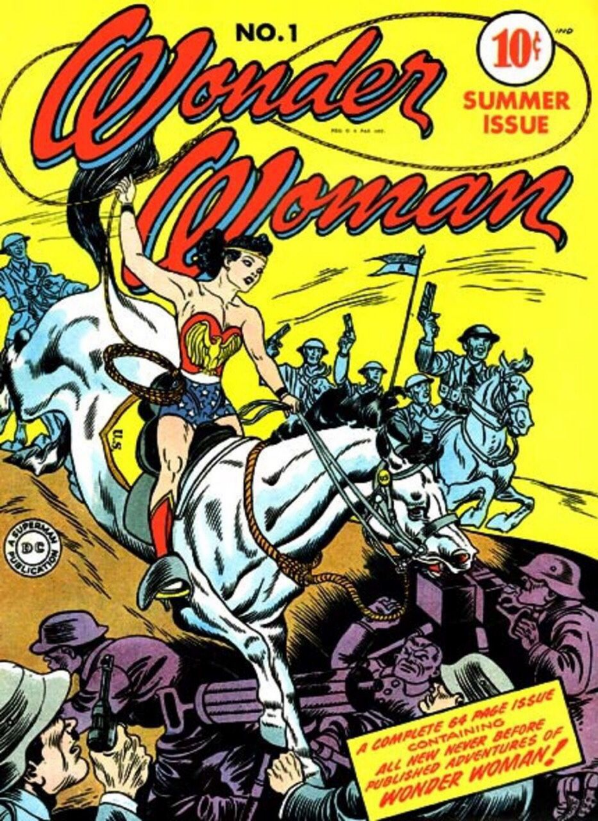 NO. 1
10¢
Wonder
SUMMER
ISSUE
Woman
U.S.
A SUPERMAN
DC
PUBLICATION
A COMPLETE 64 PAGE ISSUE
CONTAINING
ALL NEW NEVER BEFORE
PUBLISHED ADVENTURES OF
WONDER WOMAN!